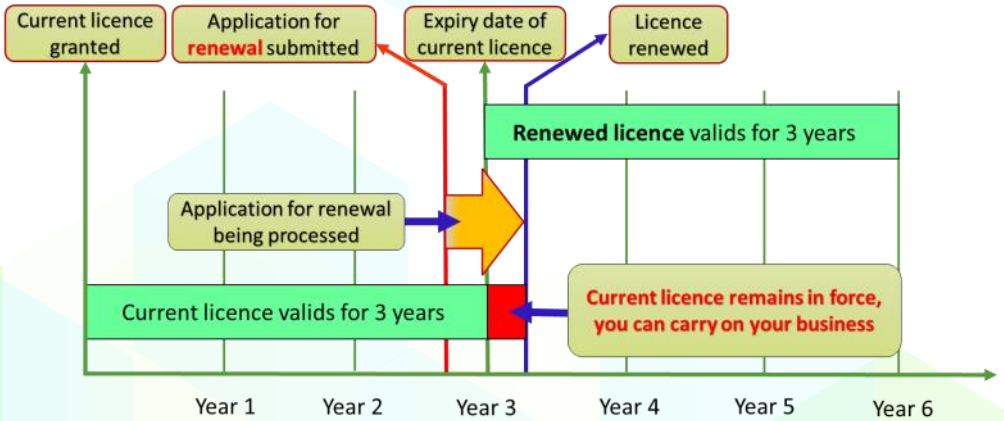 Current licence
granted
Application for
renewal submitted
Expiry date of
current licence
Licence
renewed
Renewed licence valids for 3 years
Application for renewal
being processed
Current licence valids for 3 years
Current licence remains in force,
you can carry on your business
Year 1
Year 2
Year 3
Year 4
Year 5
Year 6